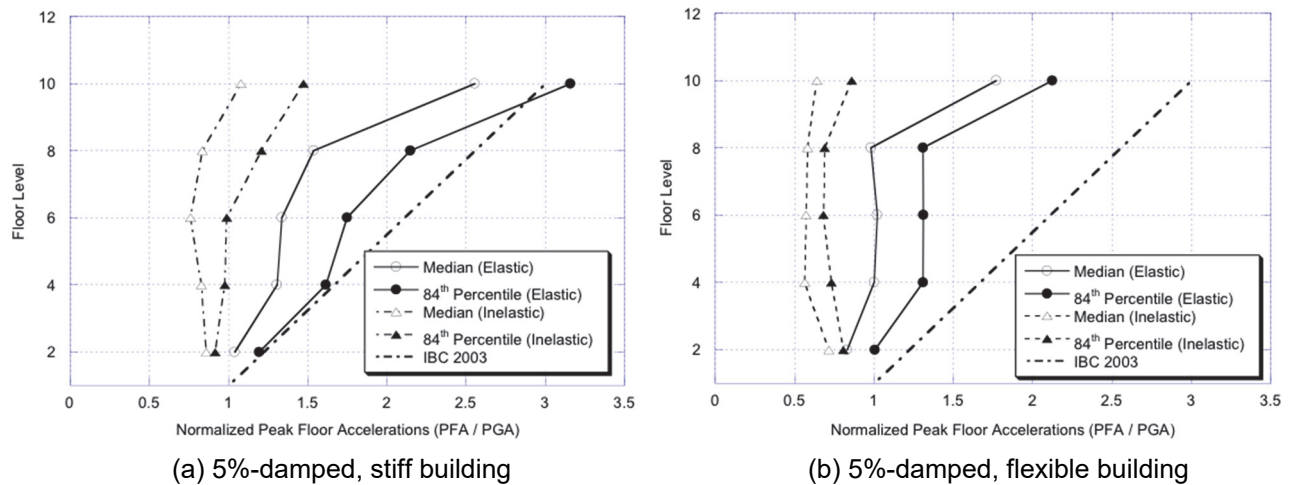 12
10
8
6
4
2
Floor Level
Median (Elastic)
84th Percentile (Elastic)
Median (Inelastic)
84th Percentile (Inelastic)
IBC 2003
0 0.5 1 1.5 2 2.5 3 3.5
Normalized Peak Floor Accelerations (PFA / PGA)
(a) 5%-damped, stiff building
12
10
8
6
4
2
Floor Level
Median (Elastic)
84th Percentile (Elastic)
Median (Inelastic)
84th Percentile (Inelastic)
IBC 2003
0 0.5 1 1.5 2 2.5 3 3.5
Normalized Peak Floor Accelerations (PFA / PGA)
(b) 5%-damped, flexible building